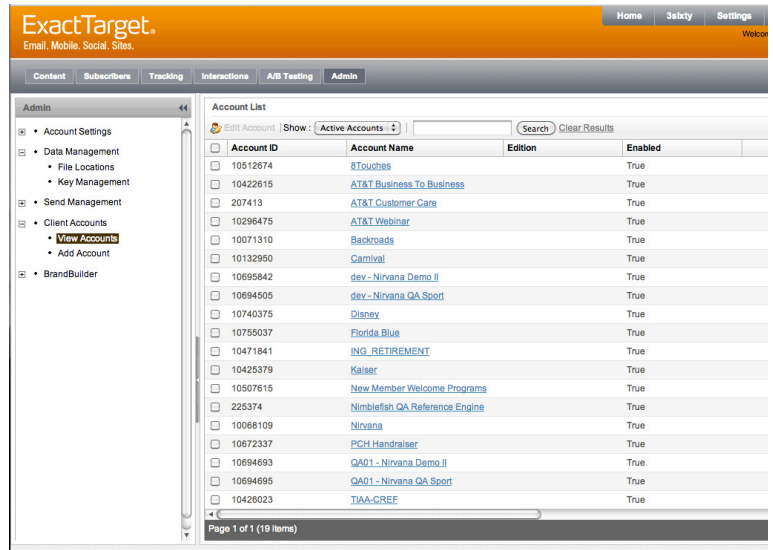 Home 3sixty Settings
ExactTarget®
Email. Mobile. Social. Sites.
Content Subscribers Tracking Interactions A/B Testing Admin
Admin
Account Settings
Data Management
File Locations
Key Management
Send Management
Client Accounts
View Accounts
Add Account
BrandBuilder
Account List
Edit Account Show : Active Accounts Search Clear Results
Account ID Account Name Edition Enabled
10512674 8Touches True
10422615 AT&T Business To Business True
207413 AT&T Customer Care True
10296475 AT&T Webinar True
10071310 Backroads True
10132950 Carnival True
10695842 dev - Nirvana Demo II True
10694505 dev - Nirvana QA Sport True
10740375 Disney True
10755037 Florida Blue True
10471841 ING_RETIREMENT True
10425379 Kaiser True
10507615 New Member Welcome Programs True
225374 Nimblefish QA Reference Engine True
10068109 Nirvana True
10672337 PCH Handraiser True
10694693 QA01 - Nirvana Demo II True
10694695 QA01 - Nirvana QA Sport True
10426023 TIAA-CREF True
Page 1 of 1 (19 items)